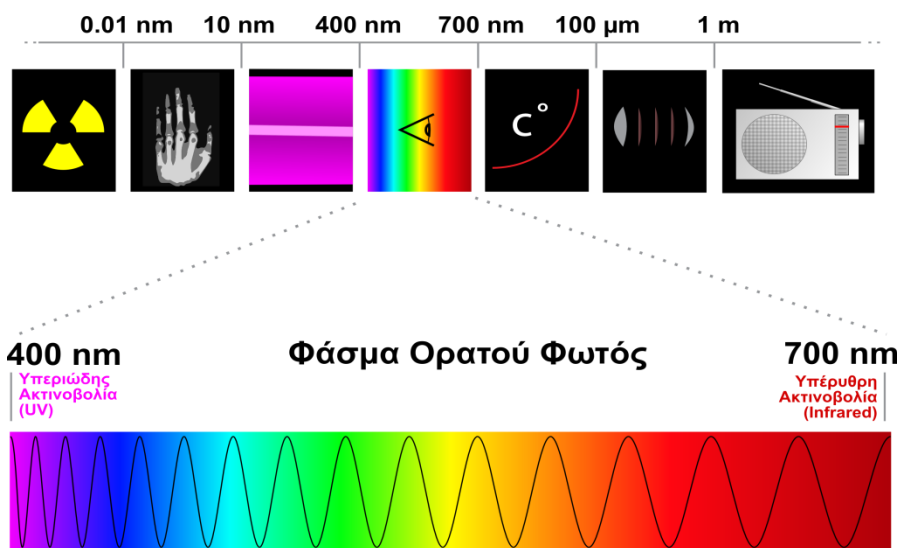 0.01 nm 10 nm 400 nm 700 nm 100 µm 1 m
C°
400 nm Φάσμα Ορατού Φωτός 700 nm
Υπεριώδης
Ακτινοβολία
(UV)
Υπέρυθρη
Ακτινοβολία
(Infrared)